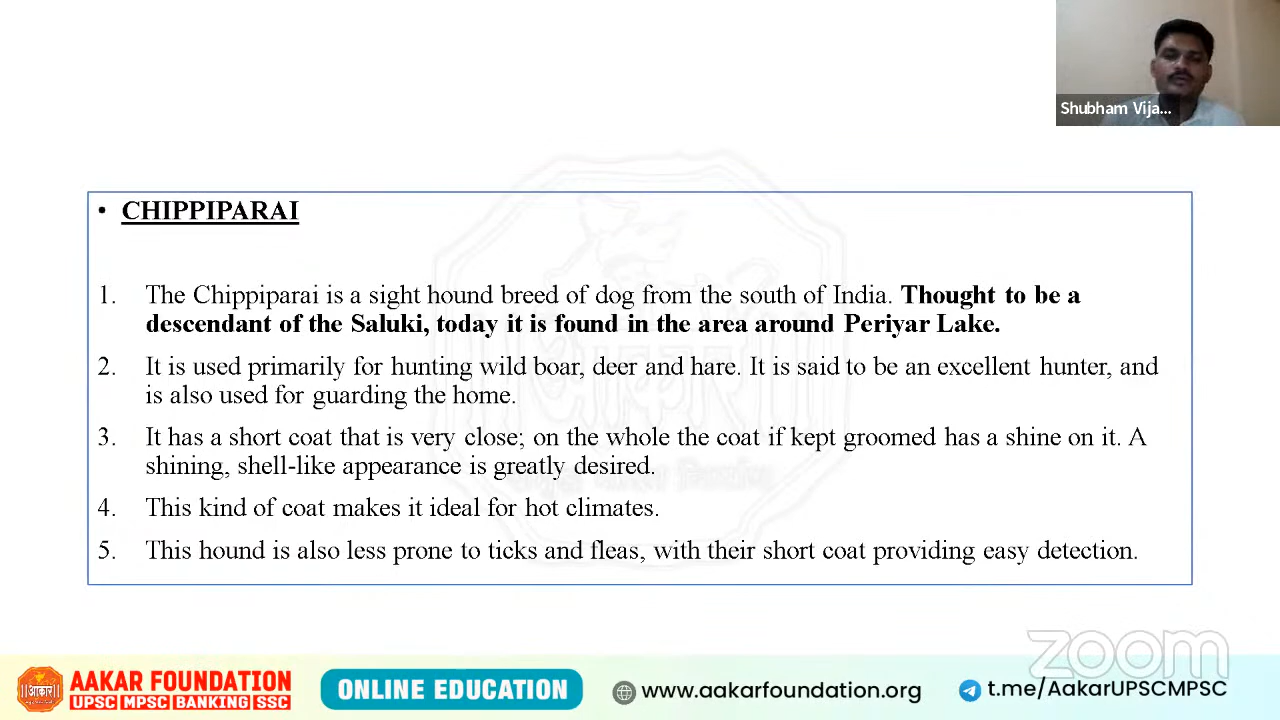 Shubham Vija...
• CHIPPIPARAI
1. The Chippiparai is a sight hound breed of dog from the south of India. Thought to be a
descendant of the Saluki, today it is found in the area around Periyar Lake.
2. It is used primarily for hunting wild boar, deer and hare. It is said to be an excellent hunter, and
is also used for guarding the home.
3. It has a short coat that is very close; on the whole the coat if kept groomed has a shine on it. A
shining, shell-like appearance is greatly desired.
4. This kind of coat makes it ideal for hot climates.
5. This hound is also less prone to ticks and fleas, with their short coat providing easy detection.
zoom
॥आकार॥
AAKAR FOUNDATION
UPSC MPSC BANKING SSC
ONLINE EDUCATION
www.aakarfoundation.org
t.me/AakarUPSCMPSC